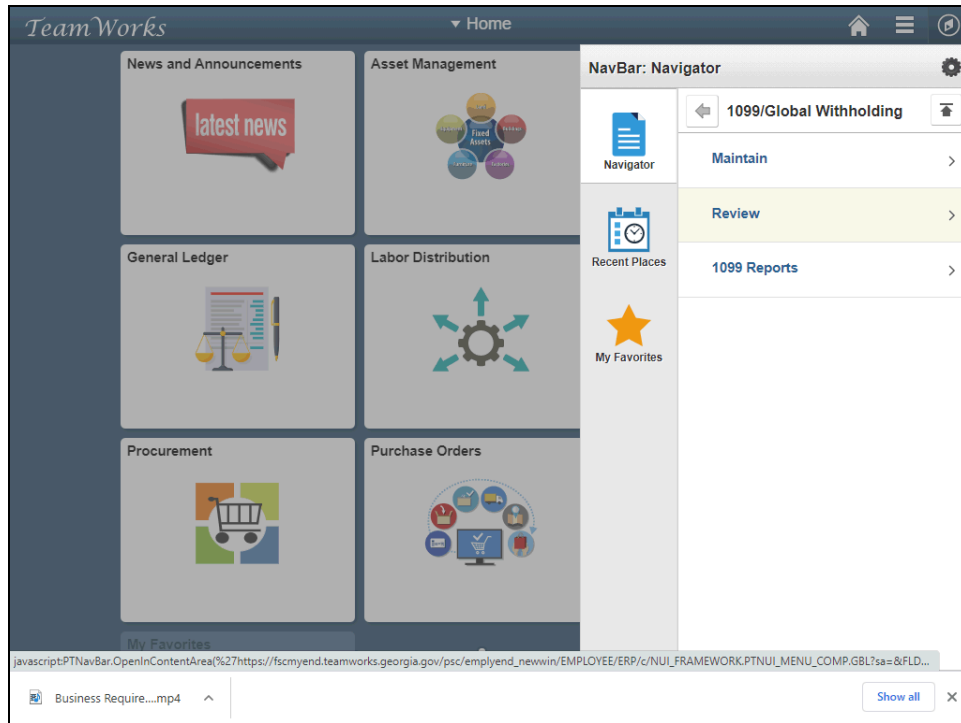 TeamWorks
Home
News and Announcements
latest news
Asset Management
Fixed
Assets
General Ledger
Labor Distribution
Procurement
Purchase Orders
My Favorites
NavBar: Navigator
Navigator
Recent Places
My Favorites
1099/Global Withholding
Maintain
Review
1099 Reports
javascript:PTNavBar.OpenInContentArea(%27https://fscmyend.teamworks.georgia.gov/psc/emplyend_newwin/EMPLOYEE/ERP/c/NUI_FRAMEWORK.PTNUI_MENU_COMP.GBL?sa=&FLD...
Business Require....mp4
Show all